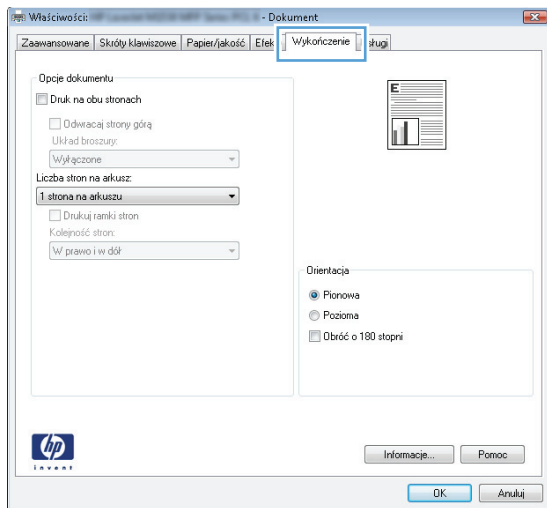 Właściwości: - Dokument
Zaawansowane Skróty klawiszowe Papier/jakość Efek Wykończenie sługi
Opcje dokumentu
Druk na obu stronach
Odwracaj strony górą
Układ broszury:
Wyłączone
Liczba stron na arkusz:
1 strona na arkuszu
Drukuj ramki stron
Kolejność stron:
W prawo i w dół
E
Orientacja
Pionowa
Pozioma
Obróć o 180 stopni
hp
invent
Informacje... Pomoc
OK Anuluj